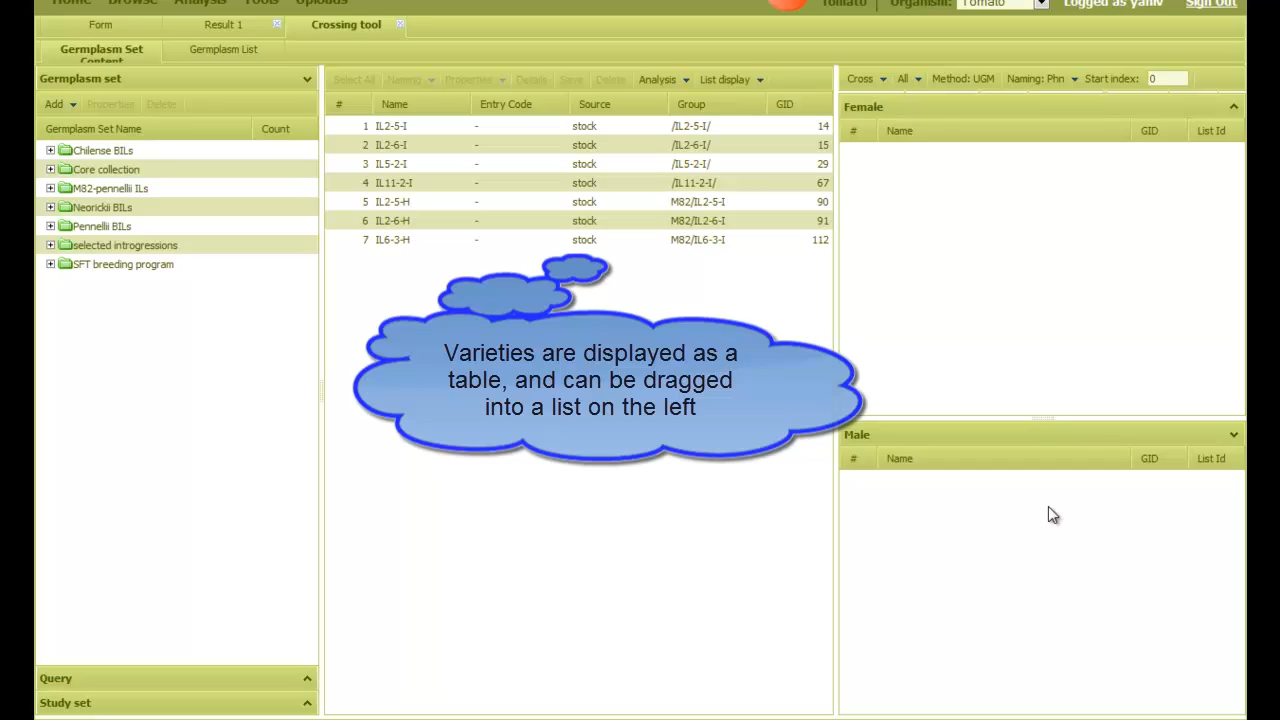 Home Browse Analysis Tools Uploads Tomato Organism: Tomato Logged as yaniv Sign Out
Form Result 1 Crossing tool
Germplasm Set Content Germplasm List
Germplasm set
Add Properties Delete
Germplasm Set Name Count
Chilense BILs
Core collection
M82-pennellii ILs
Neorickii BILs
Pennellii BILs
selected introgressions
SFT breeding program
Query
Study set
Select All Naming Properties Details Save Delete Analysis List display
# Name Entry Code Source Group GID
1 IL2-5-I - stock /IL2-5-I/ 14
2 IL2-6-I - stock /IL2-6-I/ 15
3 IL5-2-I - stock /IL5-2-I/ 29
4 IL11-2-I - stock /IL11-2-I/ 67
5 IL2-5-H - stock M82/IL2-5-I 90
6 IL2-6-H - stock M82/IL2-6-I 91
7 IL6-3-H - stock M82/IL6-3-I 112
Varieties are displayed as a
table, and can be dragged
into a list on the left
Cross All Method: UGM Naming: Phn Start index: 0
Female
# Name GID List Id
Male
# Name GID List Id